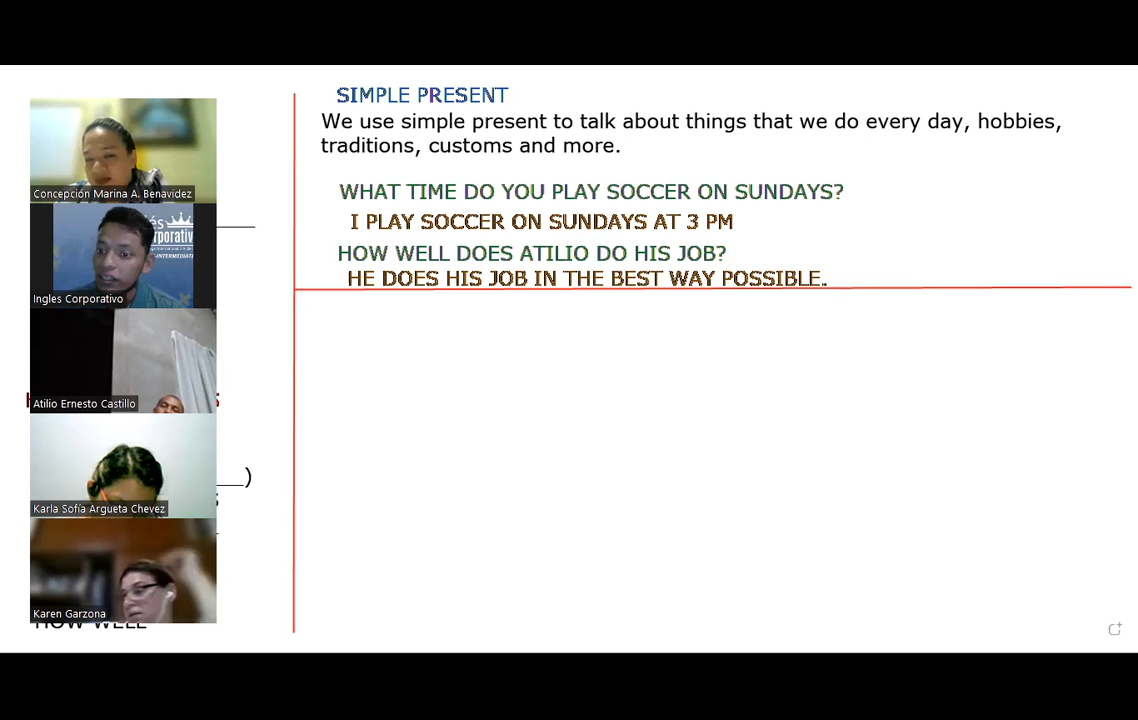 SIMPLE PRESENT
We use simple present to talk about things that we do every day, hobbies,
traditions, customs and more.
WHAT TIME DO YOU PLAY SOCCER ON SUNDAYS?
I PLAY SOCCER ON SUNDAYS AT 3 PM
HOW WELL DOES ATILIO DO HIS JOB?
HE DOES HIS JOB IN THE BEST WAY POSSIBLE.
Concepción Marina A. Benavidez
Ingles Corporativo
Atilio Ernesto Castillo
Karla Sofía Argueta Chevez
Karen Garzona
HOW WELL